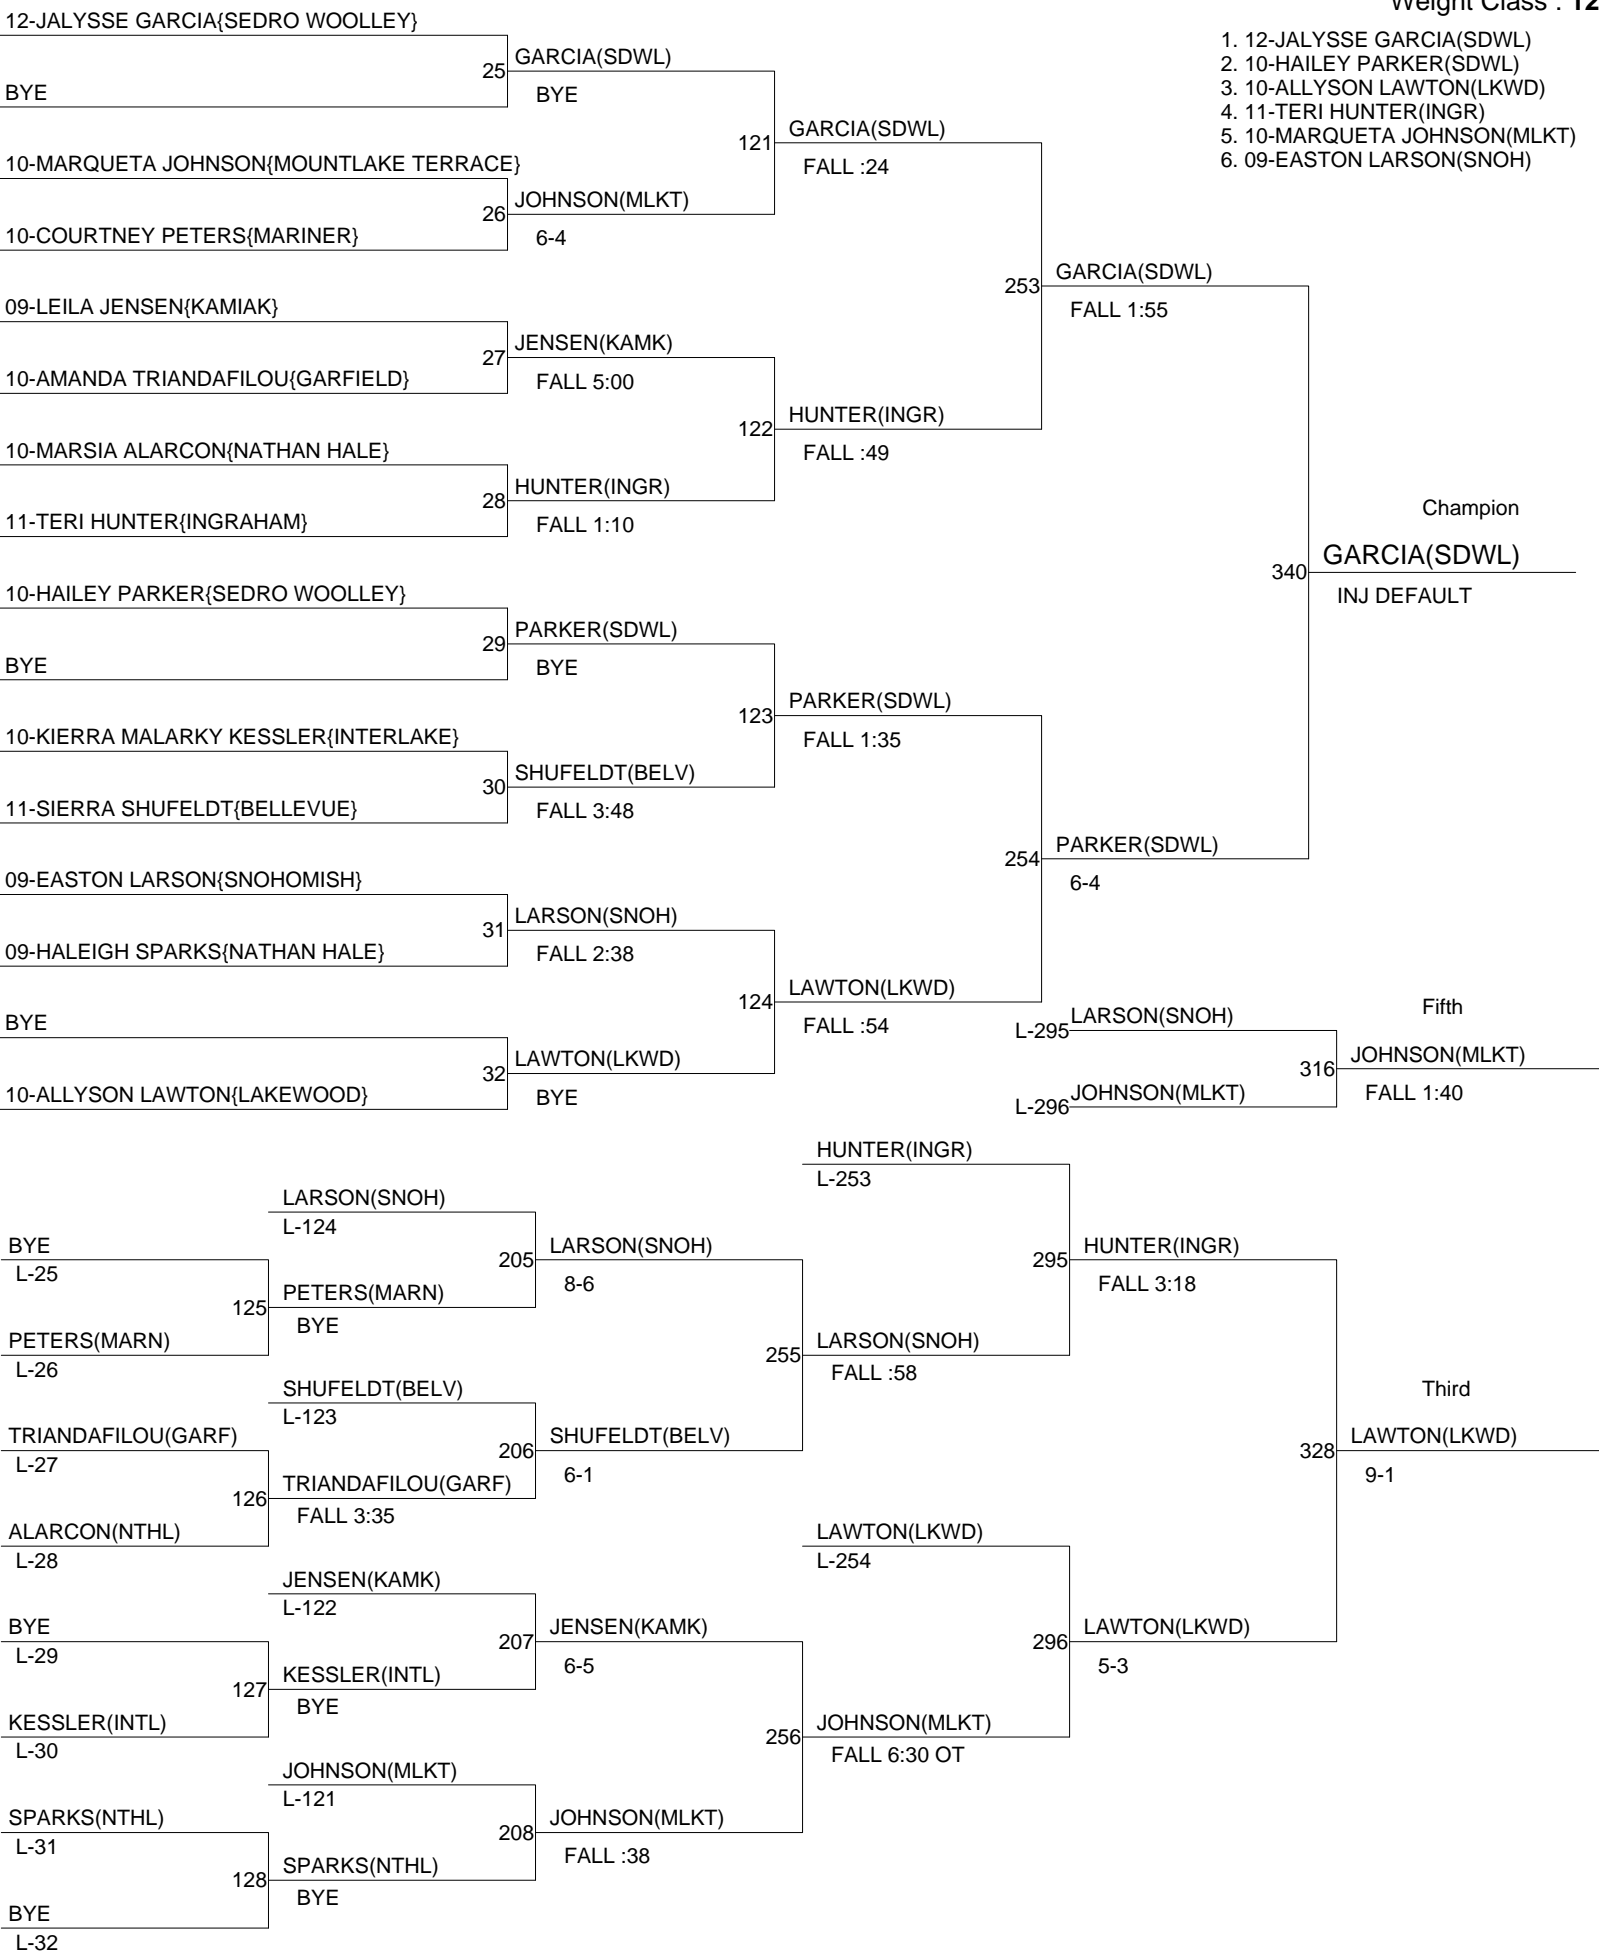 Weight Class : 12
1. 12-JALYSSE GARCIA(SDWL)
2. 10-HAILEY PARKER(SDWL)
3. 10-ALLYSON LAWTON(LKWD)
4. 11-TERI HUNTER(INGR)
5. 10-MARQUETA JOHNSON(MLKT)
6. 09-EASTON LARSON(SNOH)
12-JALYSSE GARCIA{SEDRO WOOLLEY}
25 GARCIA(SDWL)
BYE
BYE
121 GARCIA(SDWL)
FALL :24
10-MARQUETA JOHNSON{MOUNTLAKE TERRACE}
26 JOHNSON(MLKT)
10-COURTNEY PETERS{MARINER}
6-4
253 GARCIA(SDWL)
FALL 1:55
09-LEILA JENSEN{KAMIAK}
27 JENSEN(KAMK)
10-AMANDA TRIANDAFILOU{GARFIELD}
FALL 5:00
122 HUNTER(INGR)
FALL :49
10-MARSIA ALARCON{NATHAN HALE}
28 HUNTER(INGR)
11-TERI HUNTER{INGRAHAM}
FALL 1:10
Champion
340 GARCIA(SDWL)
INJ DEFAULT
10-HAILEY PARKER{SEDRO WOOLLEY}
29 PARKER(SDWL)
BYE
BYE
123 PARKER(SDWL)
FALL 1:35
10-KIERRA MALARKY KESSLER{INTERLAKE}
30 SHUFELDT(BELV)
11-SIERRA SHUFELDT{BELLEVUE}
FALL 3:48
254 PARKER(SDWL)
6-4
09-EASTON LARSON{SNOHOMISH}
31 LARSON(SNOH)
09-HALEIGH SPARKS{NATHAN HALE}
FALL 2:38
124 LAWTON(LKWD)
FALL :54
BYE
32 LAWTON(LKWD)
10-ALLYSON LAWTON{LAKEWOOD}
BYE
Fifth
L-295 LARSON(SNOH)
316 JOHNSON(MLKT)
L-296 JOHNSON(MLKT)
FALL 1:40
HUNTER(INGR)
L-253
LARSON(SNOH)
L-124
BYE
L-25
205 LARSON(SNOH)
8-6
295 HUNTER(INGR)
FALL 3:18
125 PETERS(MARN)
BYE
PETERS(MARN)
L-26
255 LARSON(SNOH)
FALL :58
SHUFELDT(BELV)
L-123
Third
TRIANDAFILOU(GARF)
L-27
206 SHUFELDT(BELV)
6-1
328 LAWTON(LKWD)
9-1
126 TRIANDAFILOU(GARF)
FALL 3:35
ALARCON(NTHL)
L-28
LAWTON(LKWD)
L-254
JENSEN(KAMK)
L-122
BYE
L-29
207 JENSEN(KAMK)
6-5
296 LAWTON(LKWD)
5-3
127 KESSLER(INTL)
BYE
KESSLER(INTL)
L-30
256 JOHNSON(MLKT)
FALL 6:30 OT
JOHNSON(MLKT)
L-121
SPARKS(NTHL)
L-31
208 JOHNSON(MLKT)
FALL :38
128 SPARKS(NTHL)
BYE
BYE
L-32